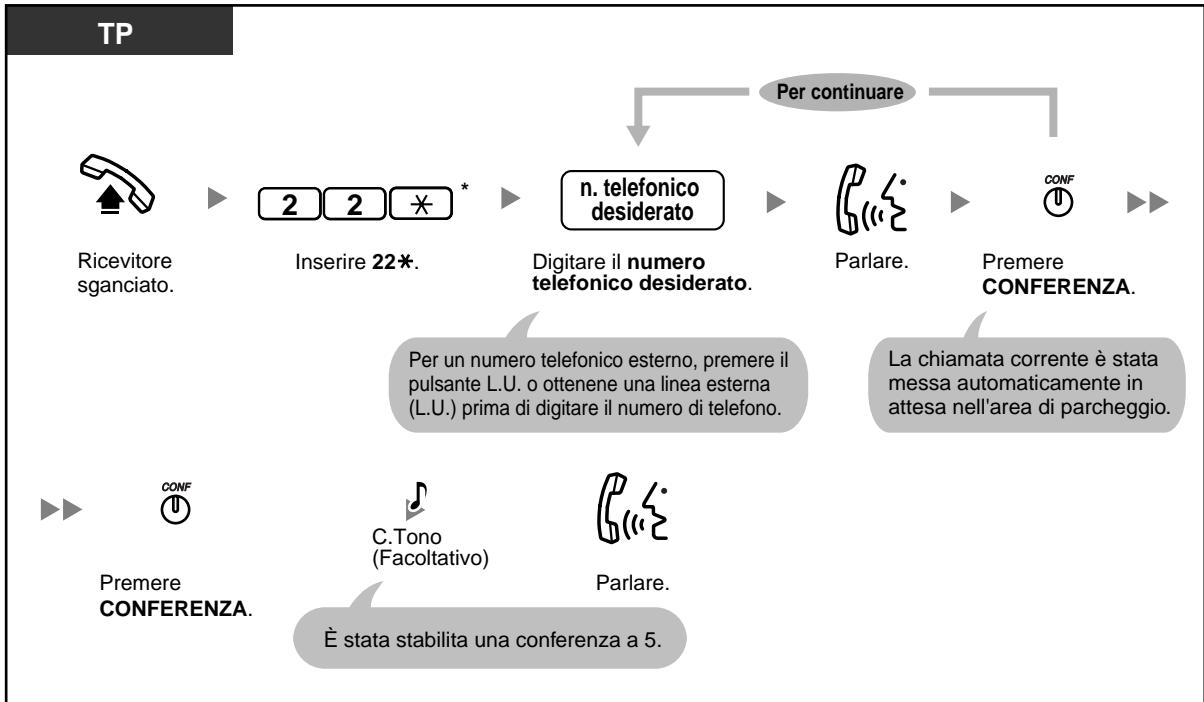 TP
Per continuare
2 2 * *
n. telefonico
desiderato
CONF
Ricevitore
sganciato.
Inserire 22*.
Digitare il numero
telefonico desiderato.
Parlare.
Premere
CONFERENZA.
Per un numero telefonico esterno, premere il
pulsante L.U. o ottenene una linea esterna
(L.U.) prima di digitare il numero di telefono.
La chiamata corrente è stata
messa automaticamente in
attesa nell'area di parcheggio.
CONF
Premere
CONFERENZA.
C.Tono
(Facoltativo)
Parlare.
È stata stabilita una conferenza a 5.